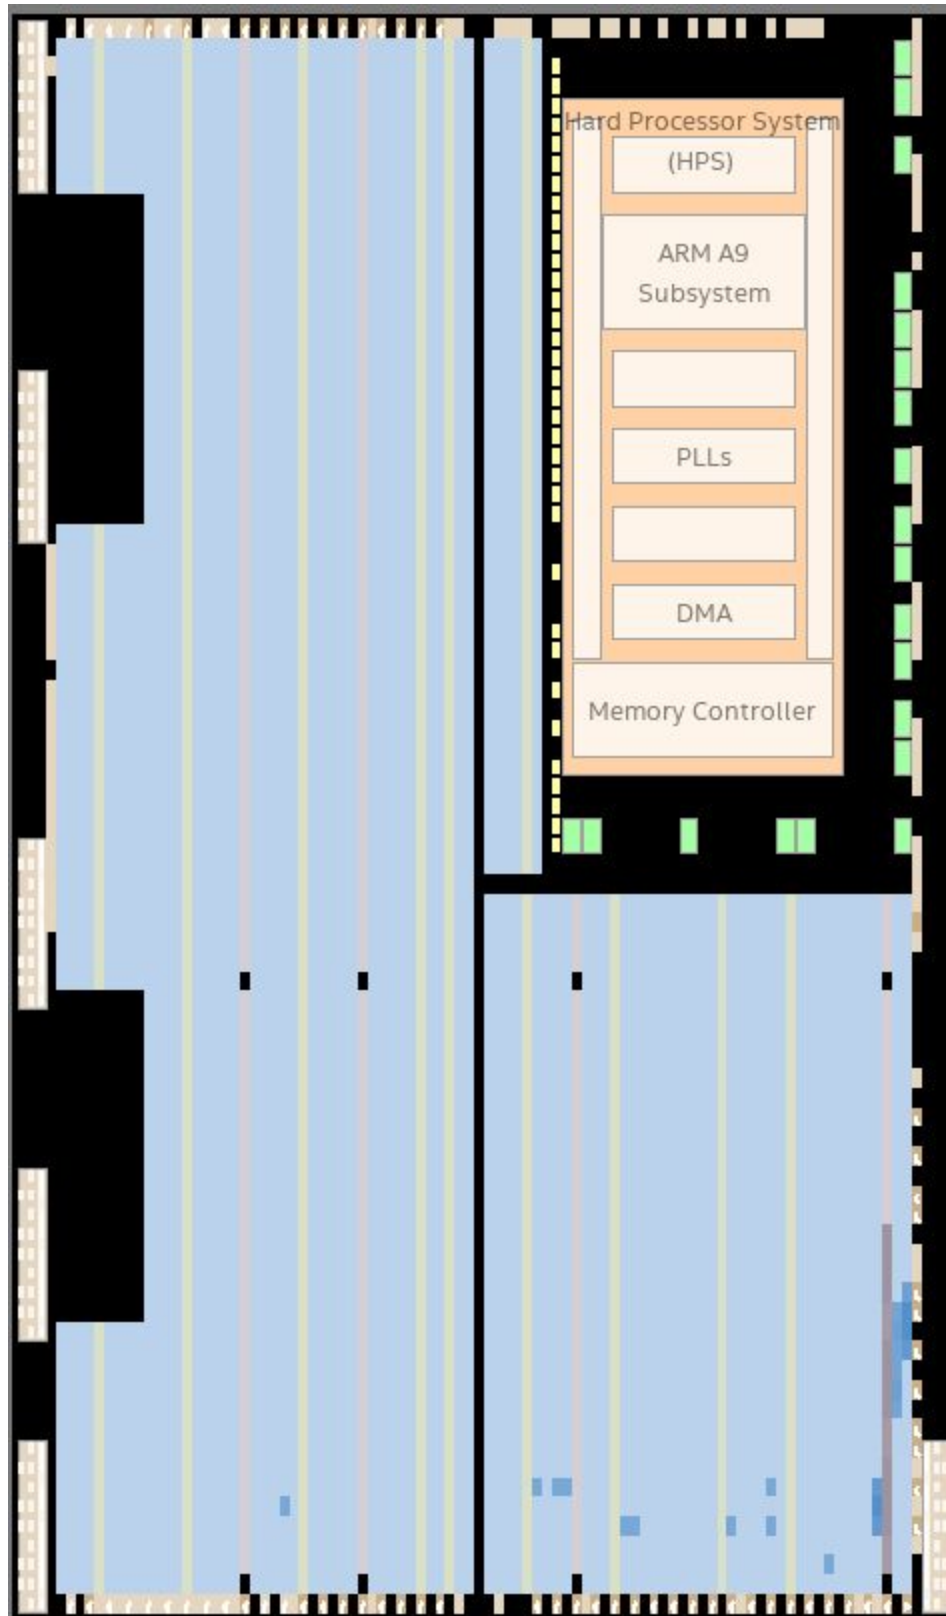 Hard Processor System
(HPS)
ARM A9
Subsystem
PLLs
DMA
Memory Controller